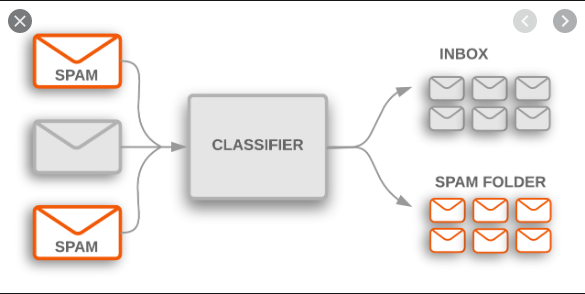 SPAM
SPAM
CLASSIFIER
INBOX
SPAM FOLDER